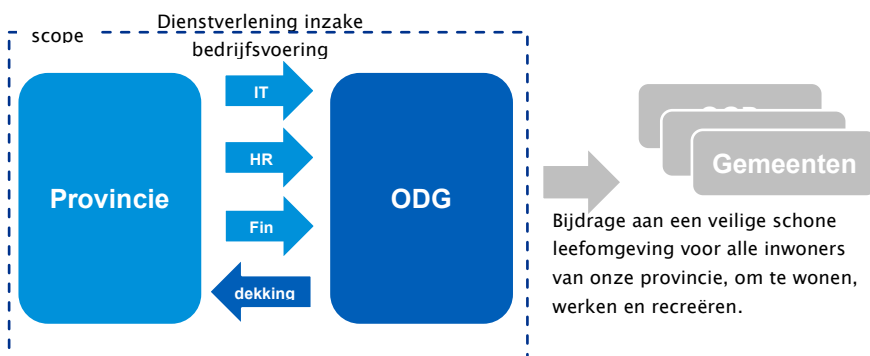 Dienstverlening inzake
scope
bedrijfsvoering
IT
HR
Provincie
ODG
Fin
dekking
Gemeenten
Bijdrage aan een veilige schone
leefomgeving voor alle inwoners
van onze provincie, om te wonen,
werken en recreëren.